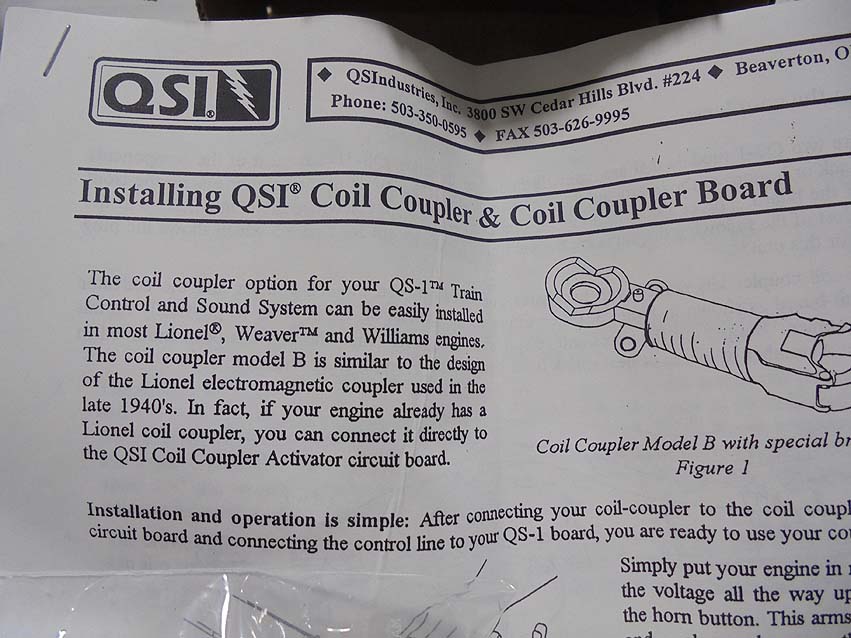 QSI®
◆ QSIndustries, Inc. 3800 SW Cedar Hills Blvd. #224 ◆ Beaverton, O
Phone: 503-350-0595 ◆ FAX 503-626-9995
Installing QSI® Coil Coupler & Coil Coupler Board
The coil coupler option for your QS-1™ Train
Control and Sound System can be easily installed
in most Lionel®, Weaver™ and Williams engines.
The coil coupler model B is similar to the design
of the Lionel electromagnetic coupler used in the
late 1940's. In fact, if your engine already has a
Lionel coil coupler, you can connect it directly to
the QSI Coil Coupler Activator circuit board.
Coil Coupler Model B with special br
Figure 1
Installation and operation is simple: After connecting your coil-coupler to the coil coupl
circuit board and connecting the control line to your QS-1 board, you are ready to use your co
Simply put your engine in
the voltage all the way up
the horn button. This arms